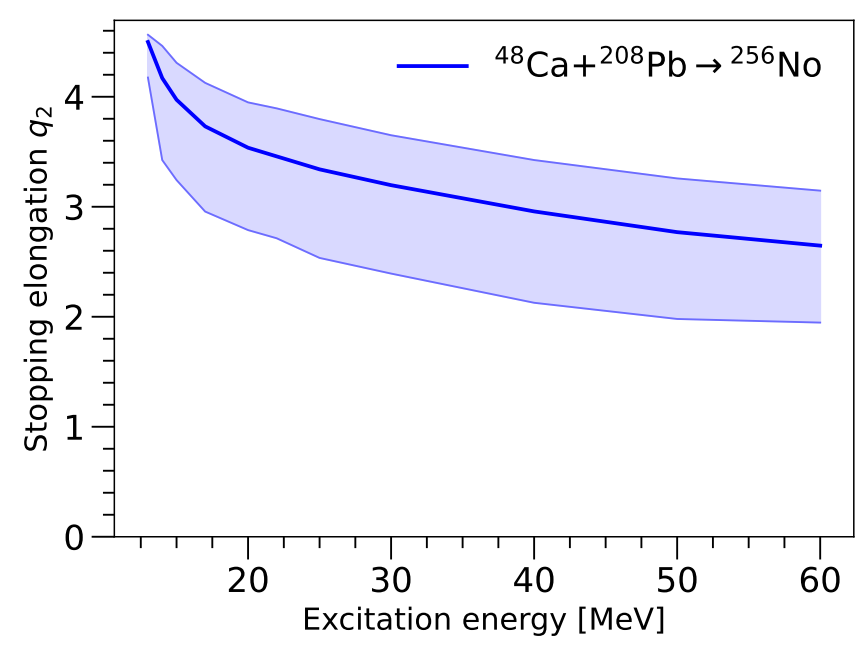 ⁴⁸Ca+²⁰⁸Pb→²⁵⁶No
Stopping elongation q₂
4
3
2
1
0
20 30 40 50 60
Excitation energy [MeV]